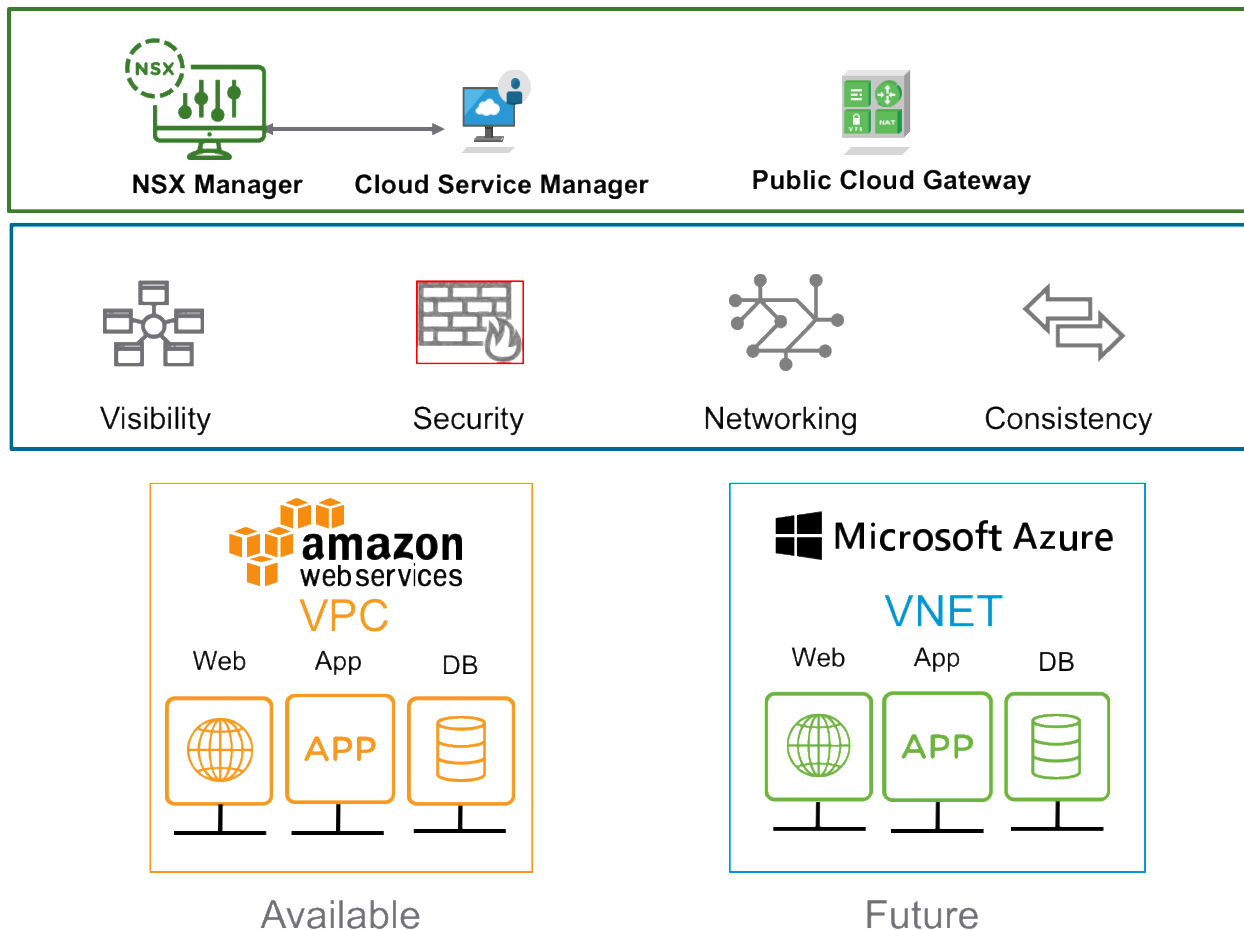 NSX
NSX Manager
Cloud Service Manager
NAT
Public Cloud Gateway
Visibility
Security
Networking
Consistency
amazon
webservices
VPC
Web
App
DB
APP
Microsoft Azure
VNET
Web
App
DB
APP
Available
Future